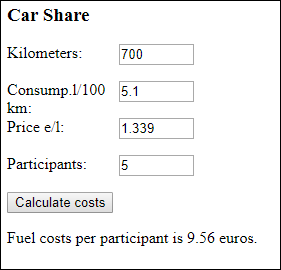 Car Share
Kilometers: 700
Consump.l/100 5.1
km:
Price e/l: 1.339
Participants: 5
Calculate costs
Fuel costs per participant is 9.56 euros.